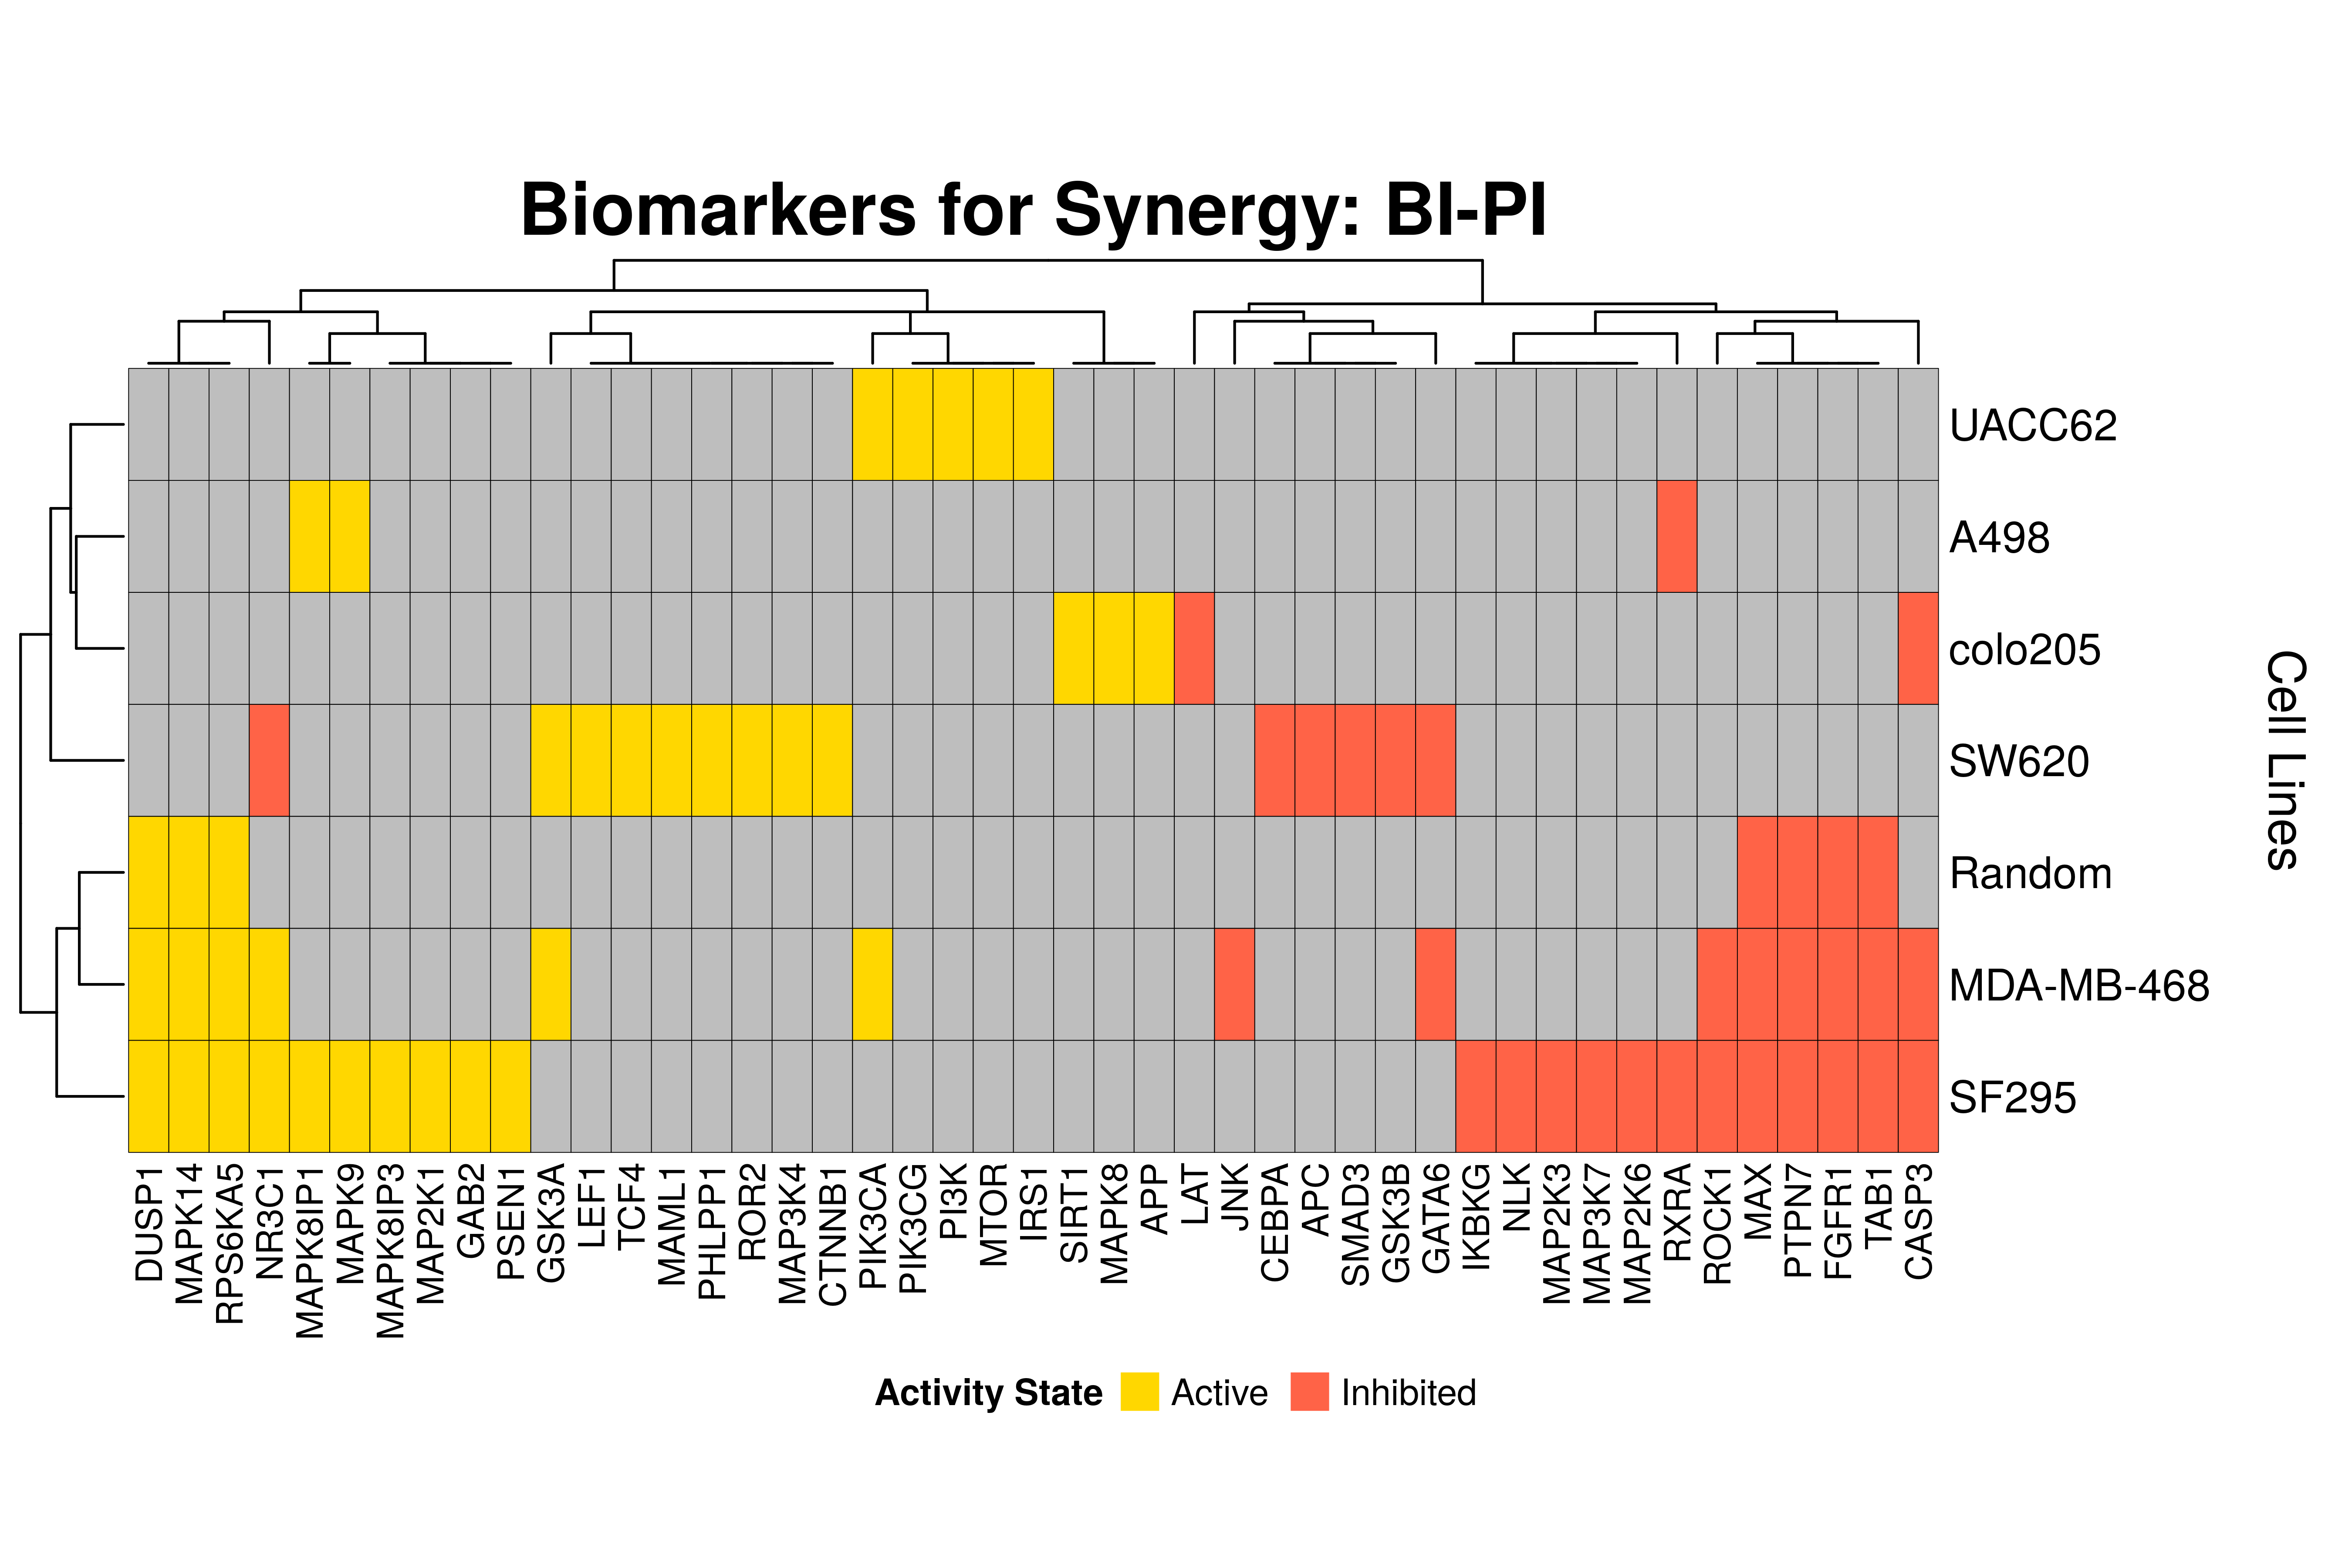 Biomarkers for Synergy: BI-PI
UACC62
A498
colo205
SW620
Random
MDA-MB-468
SF295
Cell Lines
DUSP1
MAPK14
RPS6KA5
NR3C1
MAPK8IP1
MAPK9
MAPK8IP3
MAP2K1
GAB2
PSEN1
GSK3A
LEF1
TCF4
MAML1
PHLPP1
ROR2
MAP3K4
CTNNB1
PIK3CA
PIK3CG
PI3K
MTOR
IRS1
SIRT1
MAPK8
APP
LAT
JNK
CEBPA
APC
SMAD3
GSK3B
GATA6
IKBKG
NLK
MAP2K3
MAP3K7
MAP2K6
RXRA
ROCK1
MAX
PTPN7
FGFR1
TAB1
CASP3
Activity State Active Inhibited